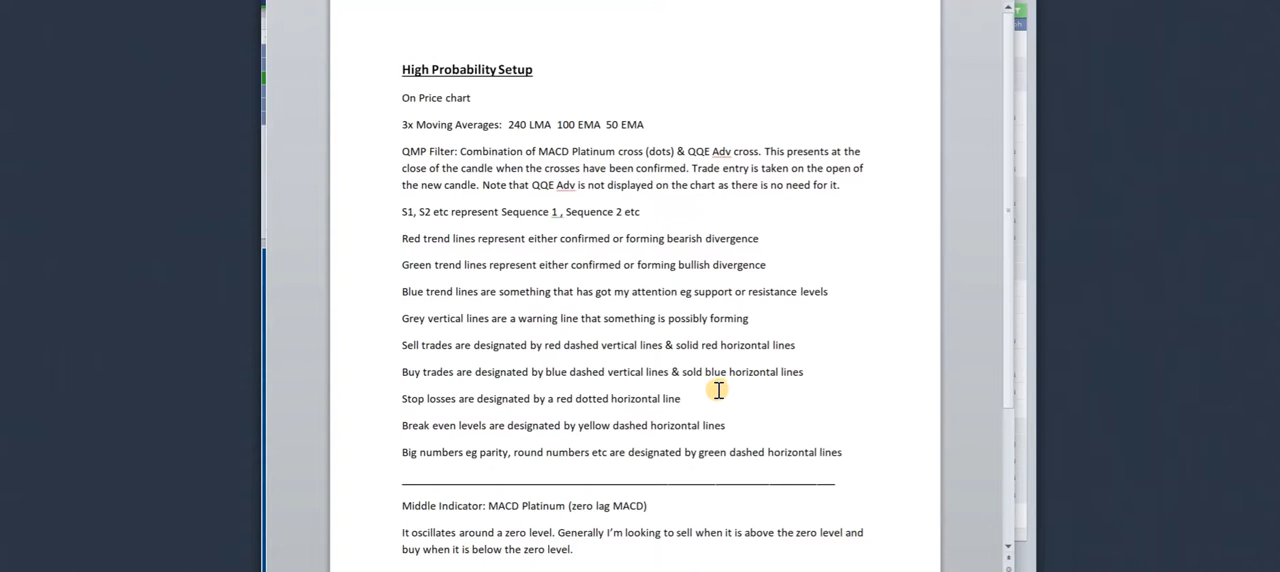 High Probability Setup
On Price chart
3x Moving Averages:  240 LMA  100 EMA  50 EMA
QMP Filter: Combination of MACD Platinum cross (dots) & QQE Adv cross. This presents at the
close of the candle when the crosses have been confirmed. Trade entry is taken on the open of
the new candle. Note that QQE Adv is not displayed on the chart as there is no need for it.
S1, S2 etc represent Sequence 1 , Sequence 2 etc
Red trend lines represent either confirmed or forming bearish divergence
Green trend lines represent either confirmed or forming bullish divergence
Blue trend lines are something that has got my attention eg support or resistance levels
Grey vertical lines are a warning line that something is possibly forming
Sell trades are designated by red dashed vertical lines & solid red horizontal lines
Buy trades are designated by blue dashed vertical lines & sold blue horizontal lines
Stop losses are designated by a red dotted horizontal line
Break even levels are designated by yellow dashed horizontal lines
Big numbers eg parity, round numbers etc are designated by green dashed horizontal lines
Middle Indicator: MACD Platinum (zero lag MACD)
It oscillates around a zero level. Generally I'm looking to sell when it is above the zero level and
buy when it is below the zero level.